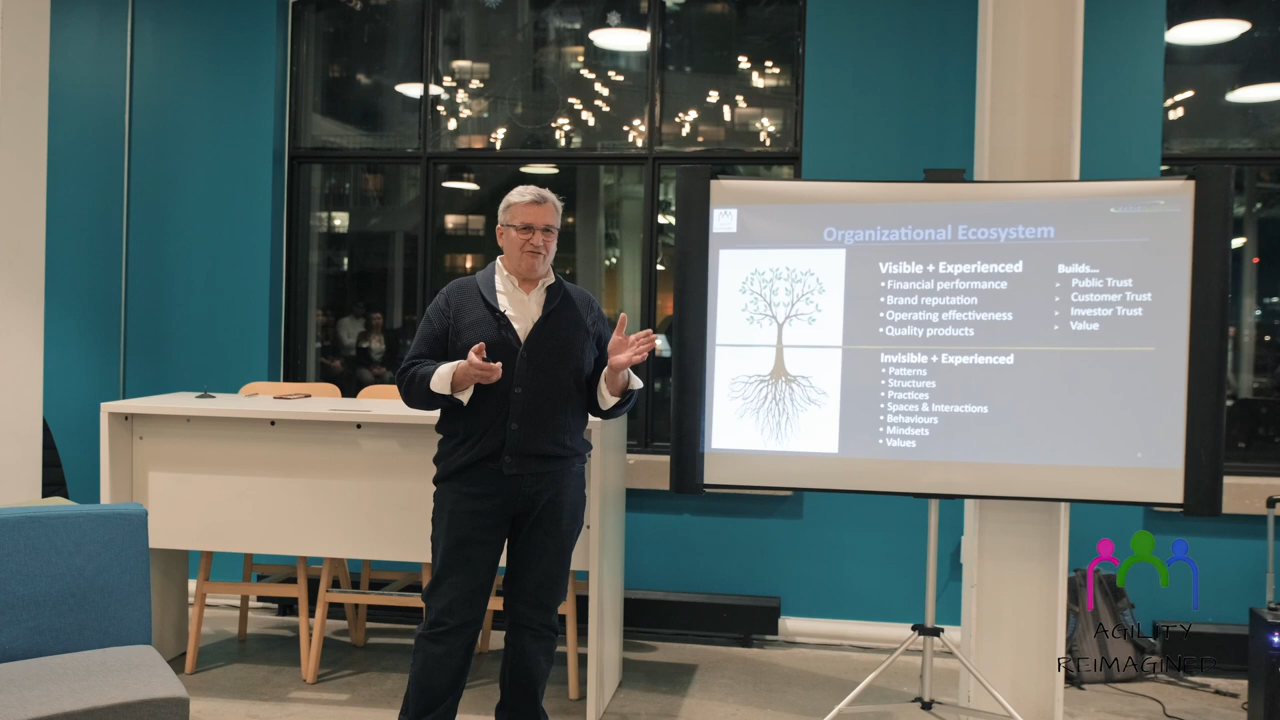 Organizational Ecosystem
Visible + Experienced
• Financial performance
• Brand reputation
• Operating effectiveness
• Quality products
Builds...
Public Trust
Customer Trust
Investor Trust
Value
Invisible + Experienced
• Patterns
• Structures
• Practices
• Spaces & Interactions
• Behaviours
• Mindsets
• Values
AGILITY
REIMAGINED